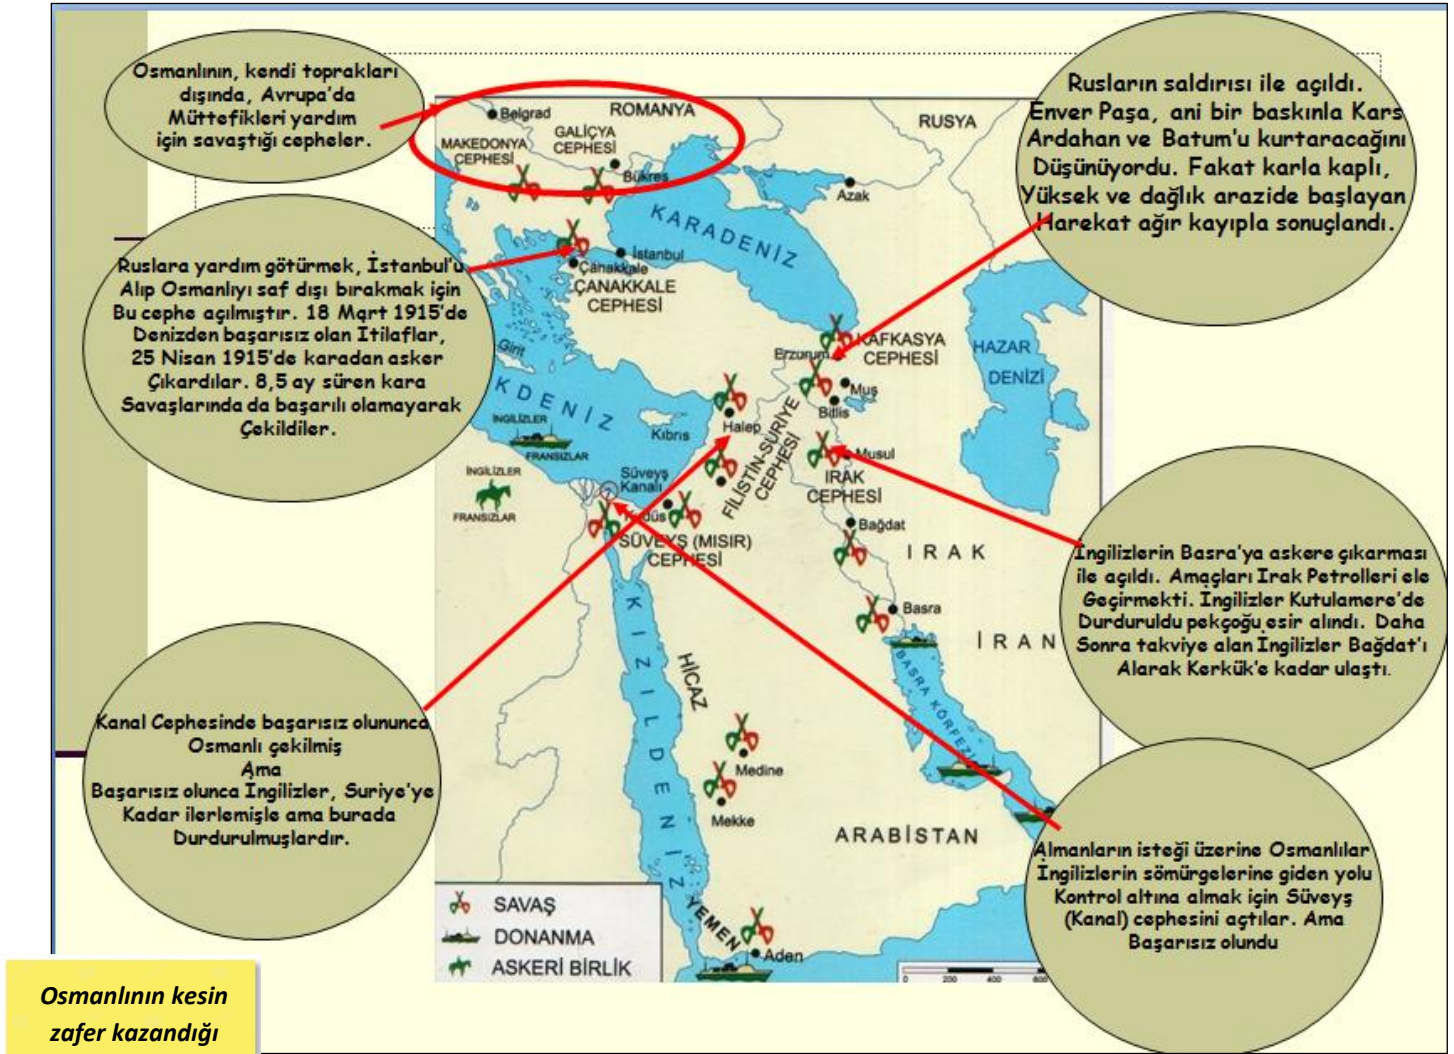 Osmanlının, kendi toprakları
dışında, Avrupa'da
Müttefikleri yardım
için savaştığı cepheler.
Rusların saldırısı ile açıldı.
Enver Paşa, ani bir baskınla Kars
Ardahan ve Batum'u kurtaracağını
Düşünüyordu. Fakat karla kaplı,
Yüksek ve dağlık arazide başlayan
Harekat ağır kayıpla sonuçlandı.
Ruslara yardım götürmek, İstanbul'u
Alıp Osmanlıyı saf dışı bırakmak için
Bu cephe açılmıştır. 18 Mart 1915'de
Denizden başarısız olan İtilaflar,
25 Nisan 1915'de karadan asker
Çıkardılar. 8,5 ay süren kara
Savaşlarında da başarılı olamayarak
Çekildiler.
Belgrad
ROMANYA
RUSYA
MAKEDONYA
CEPHESİ
GALİÇYA
CEPHESİ
Bükreş
Azak
KARADENİZ
İstanbul
Çanakkale
ÇANAKKALE
CEPHESİ
Girit
KAFKASYA
CEPHESİ
Erzurum
HAZAR
DENİZİ
Muş
Bitlis
KDENİZ
İNGİLİZLER
FRANSIZLAR
Kıbrıs
Halep
FİLİSTİN-SURİYE
CEPHESİ
Musul
IRAK
CEPHESİ
İNGİLİZLER
FRANSIZLAR
Süveyş
Kanalı
Kudüs
SÜVEYŞ (MISIR)
CEPHESİ
Bağdat
IRAK
Basra
İRAN
BASRA KÖRFEZİ
KIZILDENİZ
HİCAZ
Medine
Mekke
ARABİSTAN
YEMEN
Aden
İngilizlerin Basra'ya askere çıkarması
ile açıldı. Amaçları Irak Petrolleri ele
Geçirmekti. İngilizler Kutulamere'de
Durduruldu pekçoğu esir alındı. Daha
Sonra takviye alan İngilizler Bağdat'ı
Alarak Kerkük'e kadar ulaştı.
Kanal Cephesinde başarısız olununca
Osmanlı çekilmiş
Ama
Başarısız olunca İngilizler, Suriye'ye
Kadar ilerlemişle ama burada
Durdurulmuşlardır.
Almanların isteği üzerine Osmanlılar
İngilizlerin sömürgelerine giden yolu
Kontrol altına almak için Süveyş
(Kanal) cephesini açtılar. Ama
Başarısız olundu
SAVAŞ
DONANMA
ASKERİ BİRLİK
0 200 400
Osmanlının kesin
zafer kazandığı